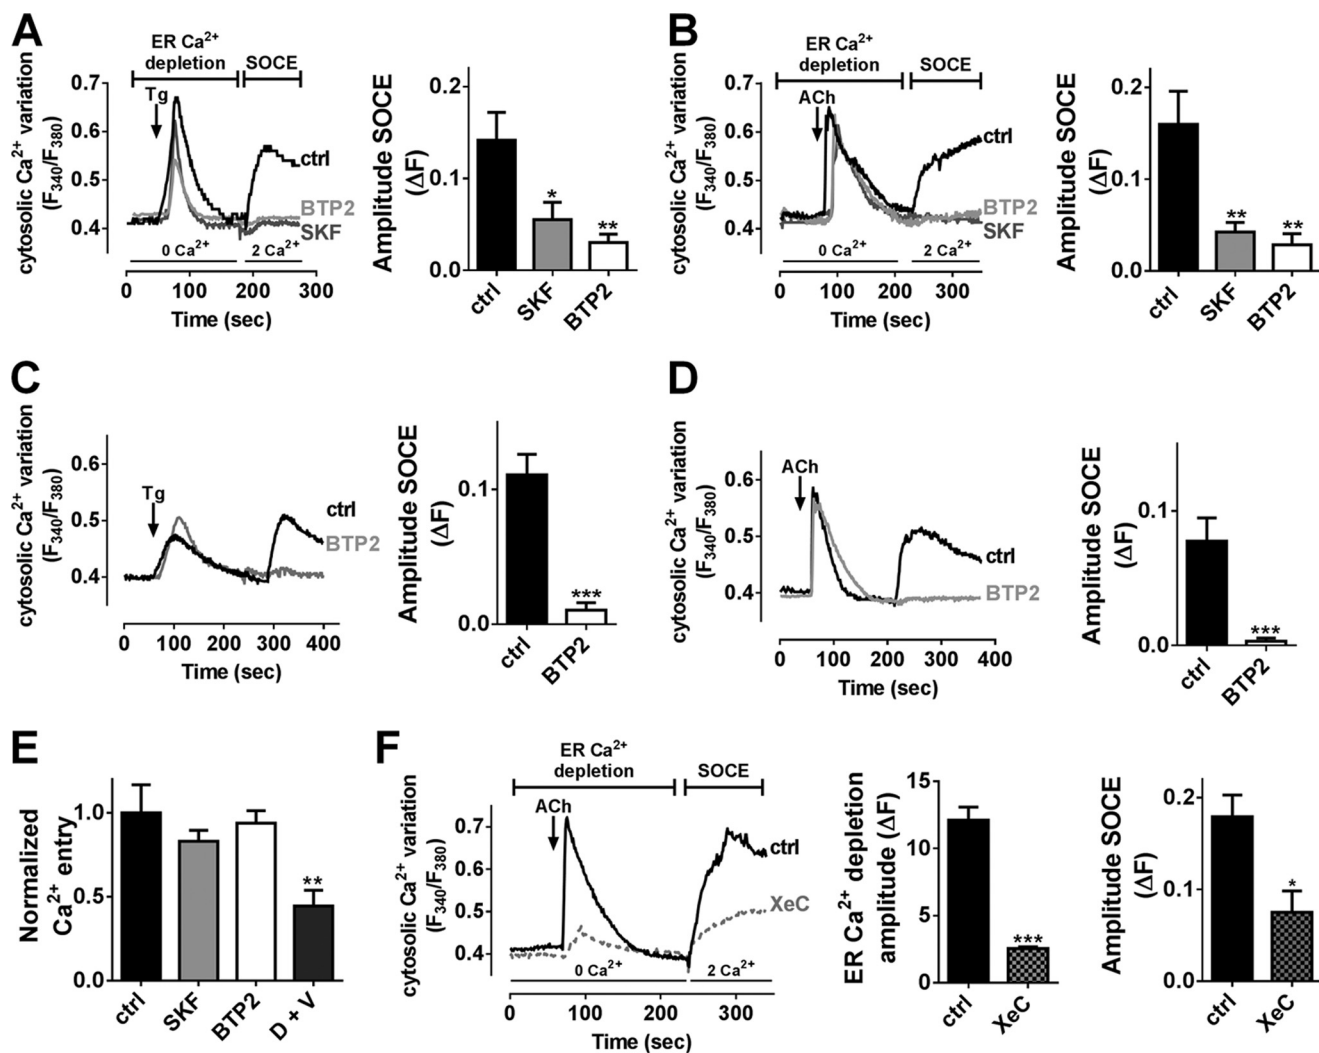 A
ER Ca²⁺
depletion
SOCE
cytosolic Ca²⁺ variation
(F₃₄₀/F₃₈₀)
0.7
0.6
0.5
0.4
Tg
ctrl
BTP2
SKF
0 Ca²⁺
2 Ca²⁺
0 100 200 300
Time (sec)
Amplitude SOCE
(ΔF)
0.2
0.1
0.0
*
**
ctrl
SKF
BTP2
B
ER Ca²⁺
depletion
SOCE
cytosolic Ca²⁺ variation
(F₃₄₀/F₃₈₀)
0.7
0.6
0.5
0.4
ACh
ctrl
BTP2
SKF
0 Ca²⁺
2 Ca²⁺
0 100 200 300
Time (sec)
Amplitude SOCE
(ΔF)
0.2
0.1
0.0
**
**
ctrl
SKF
BTP2
C
cytosolic Ca²⁺ variation
(F₃₄₀/F₃₈₀)
0.6
0.5
0.4
Tg
ctrl
BTP2
0 100 200 300 400
Time (sec)
Amplitude SOCE
(ΔF)
0.1
0.0
***
ctrl
BTP2
D
cytosolic Ca²⁺ variation
(F₃₄₀/F₃₈₀)
0.6
0.5
0.4
ACh
ctrl
BTP2
0 100 200 300 400
Time (sec)
Amplitude SOCE
(ΔF)
0.1
0.0
***
ctrl
BTP2
E
Normalized
Ca²⁺ entry
1.0
0.5
0.0
**
ctrl
SKF
BTP2
D + V
F
ER Ca²⁺
depletion
SOCE
cytosolic Ca²⁺ variation
(F₃₄₀/F₃₈₀)
0.7
0.6
0.5
0.4
ACh
ctrl
XeC
0 Ca²⁺
2 Ca²⁺
0 100 200 300
Time (sec)
ER Ca²⁺ depletion
amplitude (ΔF)
15
10
5
0
***
ctrl
XeC
Amplitude SOCE
(ΔF)
0.2
0.1
0.0
*
ctrl
XeC